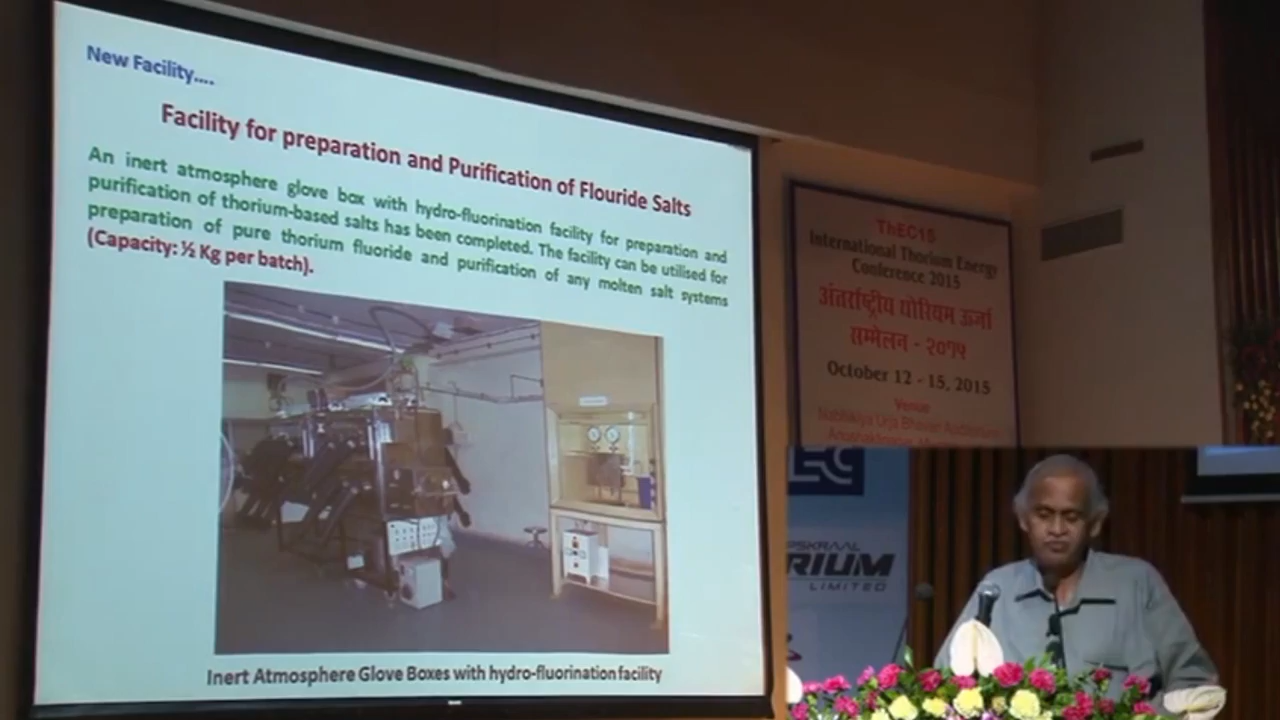 New Facility....
Facility for preparation and Purification of Flouride Salts
An inert atmosphere glove box with hydro-fluorination facility for preparation and
purification of thorium-based salts has been completed. The facility can be utilised for
preparation of pure thorium fluoride and purification of any molten salt systems
(Capacity: ½ Kg per batch).
Inert Atmosphere Glove Boxes with hydro-fluorination facility
ThEC15
International Thorium Energy
Conference 2015
अंतर्राष्ट्रीय थोरियम ऊर्जा
सम्मेलन - २०१५
October 12 - 15, 2015
Venue
EC
RIUM
LIMITED